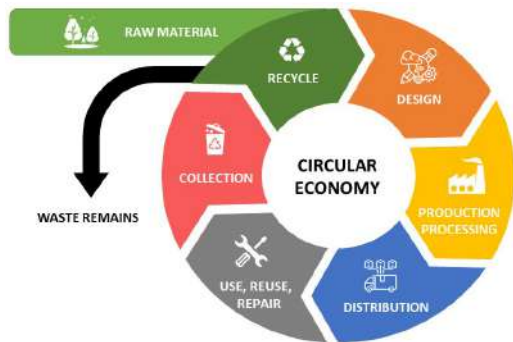 RAW MATERIAL
RECYCLE
DESIGN
COLLECTION
CIRCULAR
ECONOMY
PRODUCTION
PROCESSING
WASTE REMAINS
USE, REUSE,
REPAIR
DISTRIBUTION